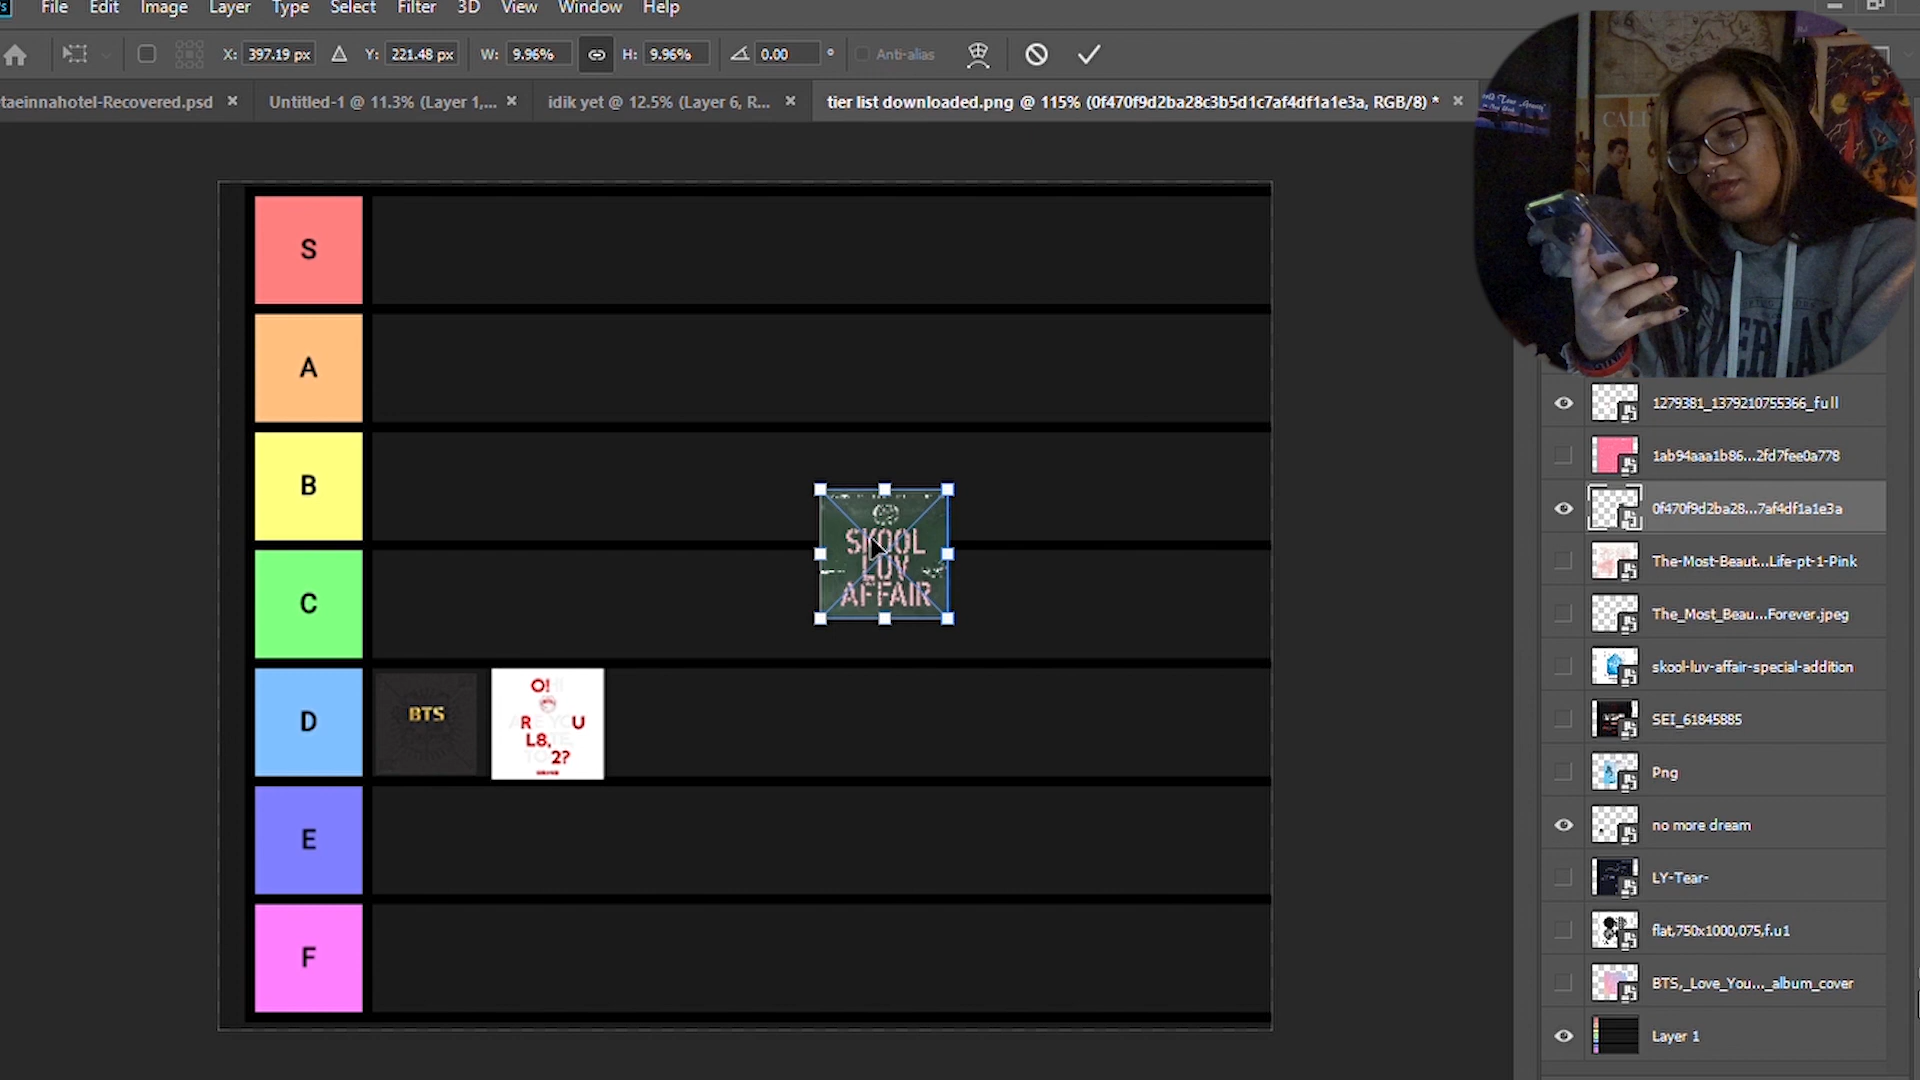 File Edit Image Layer Type Select Filter 3D View Window Help
X: 397.19 px Y: 221.48 px W: 9.96% H: 9.96% 0.00 ° Anti-alias
taeinnahotel-Recovered.psd × Untitled-1 @ 11.3% (Layer 1,... × idik yet @ 12.5% (Layer 6, R... × tier list downloaded.png @ 115% (0f470f9d2ba28c3b5d1c7af4df1a1e3a, RGB/8) * ×
CALL
S
A
B
C
D
E
F
SKOOL
LUV
AFFAIR
BTS
O!
R U
L8,
2?
1279381_1379210755366_full
1ab94aaa1b86...2fd7fee0a778
0f470f9d2ba28...7af4df1a1e3a
The-Most-Beaut...Life-pt-1-Pink
The_Most_Beau...Forever.jpeg
skool-luv-affair-special-addition
SEI_61845885
Png
no more dream
LY-Tear-
flat,750x1000,075,f.u1
BTS,_Love_You..._album_cover
Layer 1